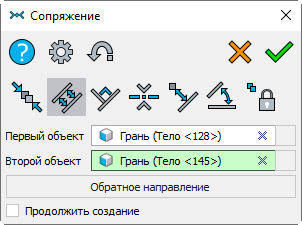 Сопряжение
Первый объект Грань (Тело <128>)
Второй объект Грань (Тело <145>)
Обратное направление
Продолжить создание